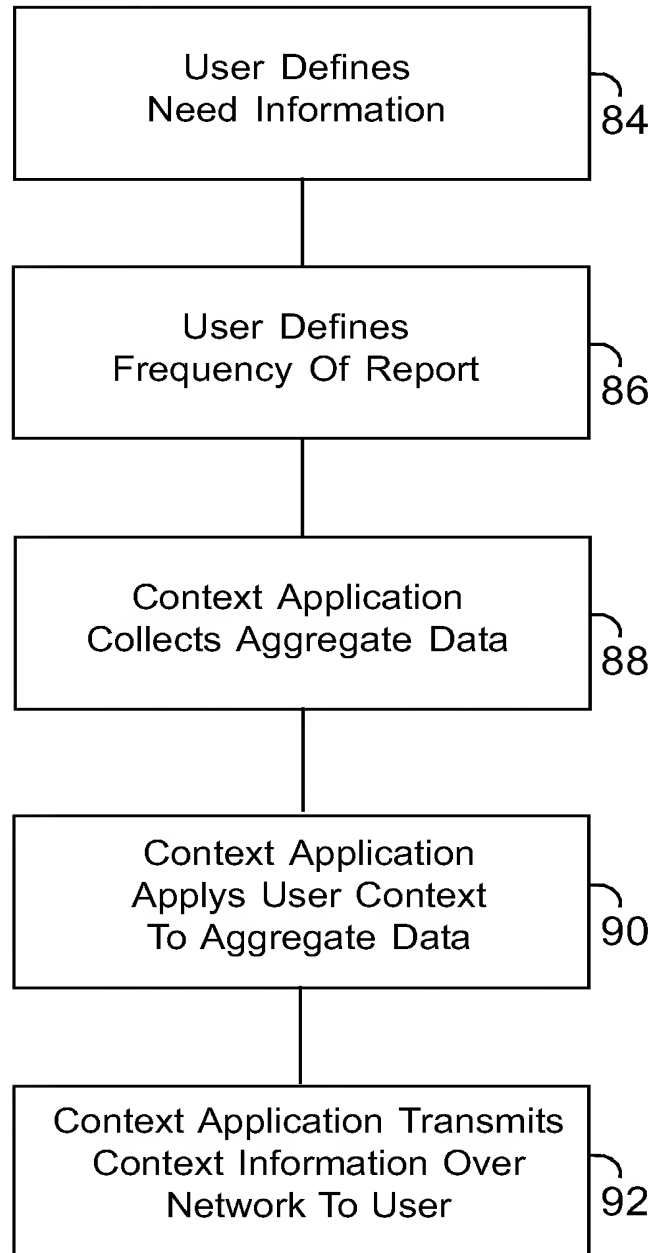 User Defines
Need Information
84
User Defines
Frequency Of Report
86
Context Application
Collects Aggregate Data
88
Context Application
Applys User Context
To Aggregate Data
90
Context Application Transmits
Context Information Over
Network To User
92